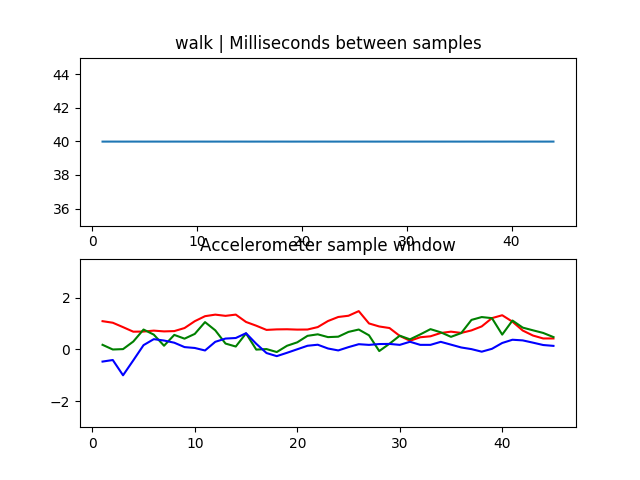 walk | Milliseconds between samples
44
42
40
38
36
0 10 20 30 40
Accelerometer sample window
2
0
−2
0 10 20 30 40